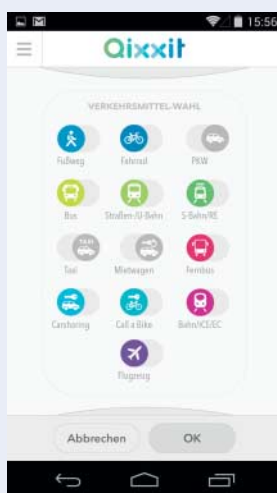 15:56
Qixxit
VERKEHRSMITTEL-WAHL
Fußweg Fahrrad PKW
Bus Straßen-/U-Bahn S-Bahn/RE
TAXI
Taxi Mietwagen Fernbus
Carsharing Call a Bike Bahn/ICE/EC
Flugzeug
Abbrechen OK